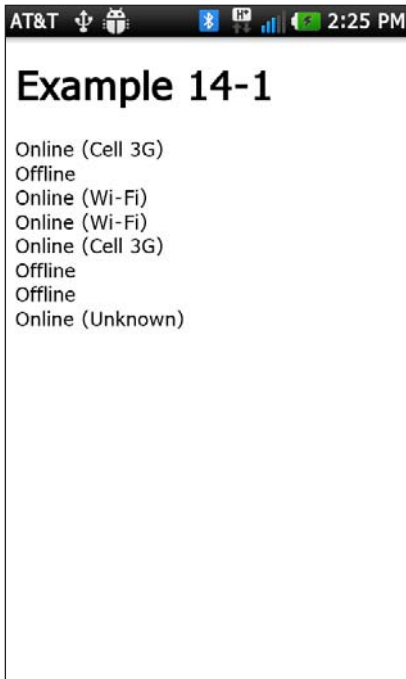 AT&T H+ 2:25 PM
Example 14-1
Online (Cell 3G)
Offline
Online (Wi-Fi)
Online (Wi-Fi)
Online (Cell 3G)
Offline
Offline
Online (Unknown)